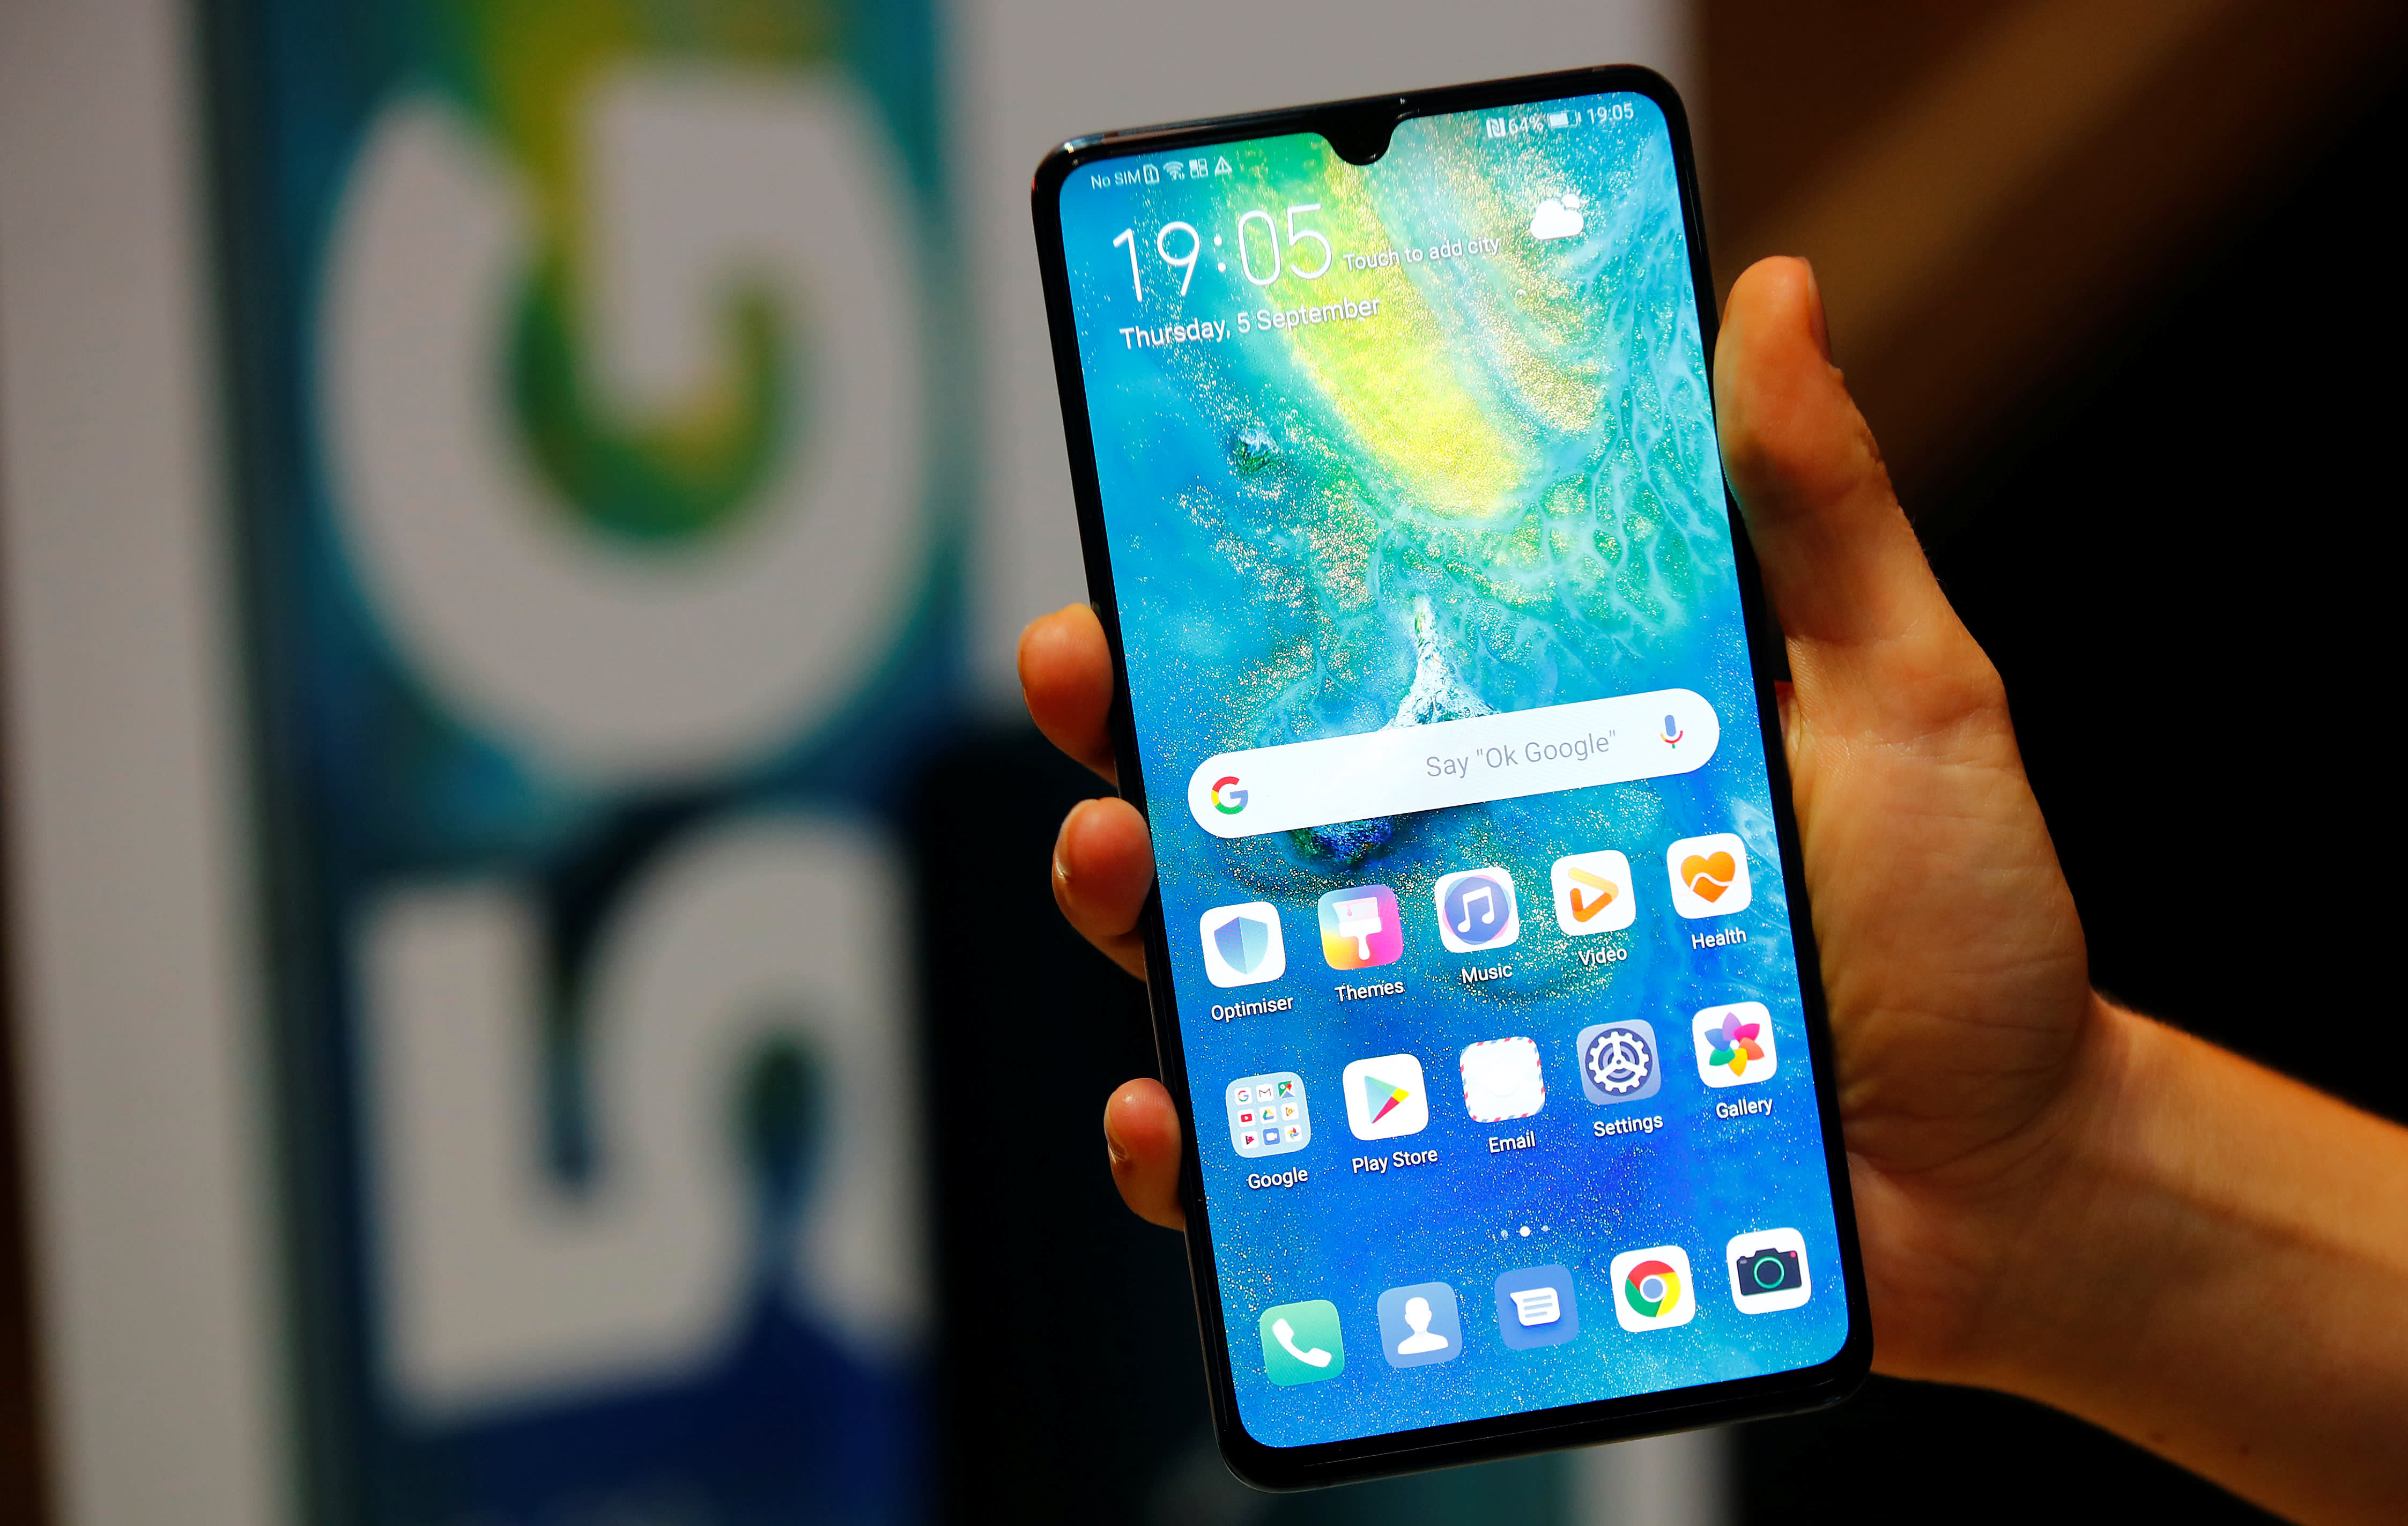 5G
No SIM
64% 19:05
19:05 Touch to add city
Thursday, 5 September
G Say "Ok Google"
Optimiser Themes Music Video Health
Google Play Store Email Settings Gallery